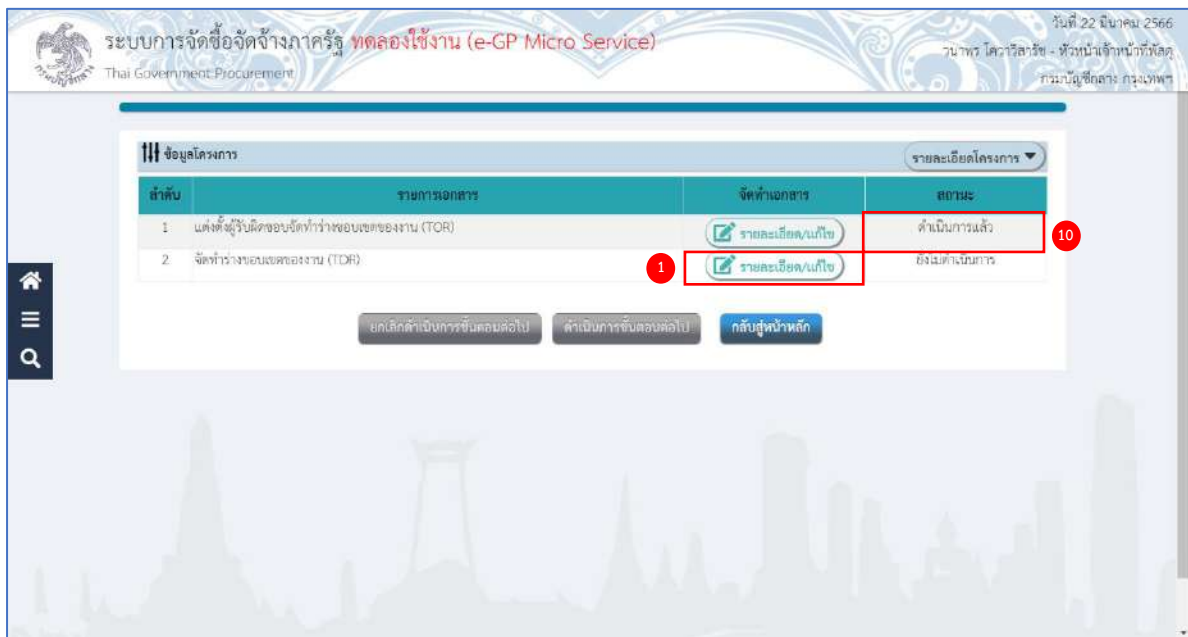 วันที่ 22 มีนาคม 2566
ระบบการจัดซื้อจัดจ้างภาครัฐ ทดลองใช้งาน (e-GP Micro Service)
วนาพร โควาวิสารัช - หัวหน้าเจ้าหน้าที่พัสดุ
Thai Government Procurement
กรมบัญชีกลาง กรุงเทพฯ
ข้อมูลโครงการ
รายละเอียดโครงการ
ลำดับ รายการเอกสาร จัดทำเอกสาร สถานะ
1 แต่งตั้งผู้รับผิดชอบจัดทำร่างขอบเขตของงาน (TOR) รายละเอียด/แก้ไข ดำเนินการแล้ว 10
2 จัดทำร่างขอบเขตของงาน (TOR) 1 รายละเอียด/แก้ไข ยังไม่ดำเนินการ
ยกเลิกดำเนินการขั้นตอนต่อไป ดำเนินการขั้นตอนต่อไป กลับสู่หน้าหลัก